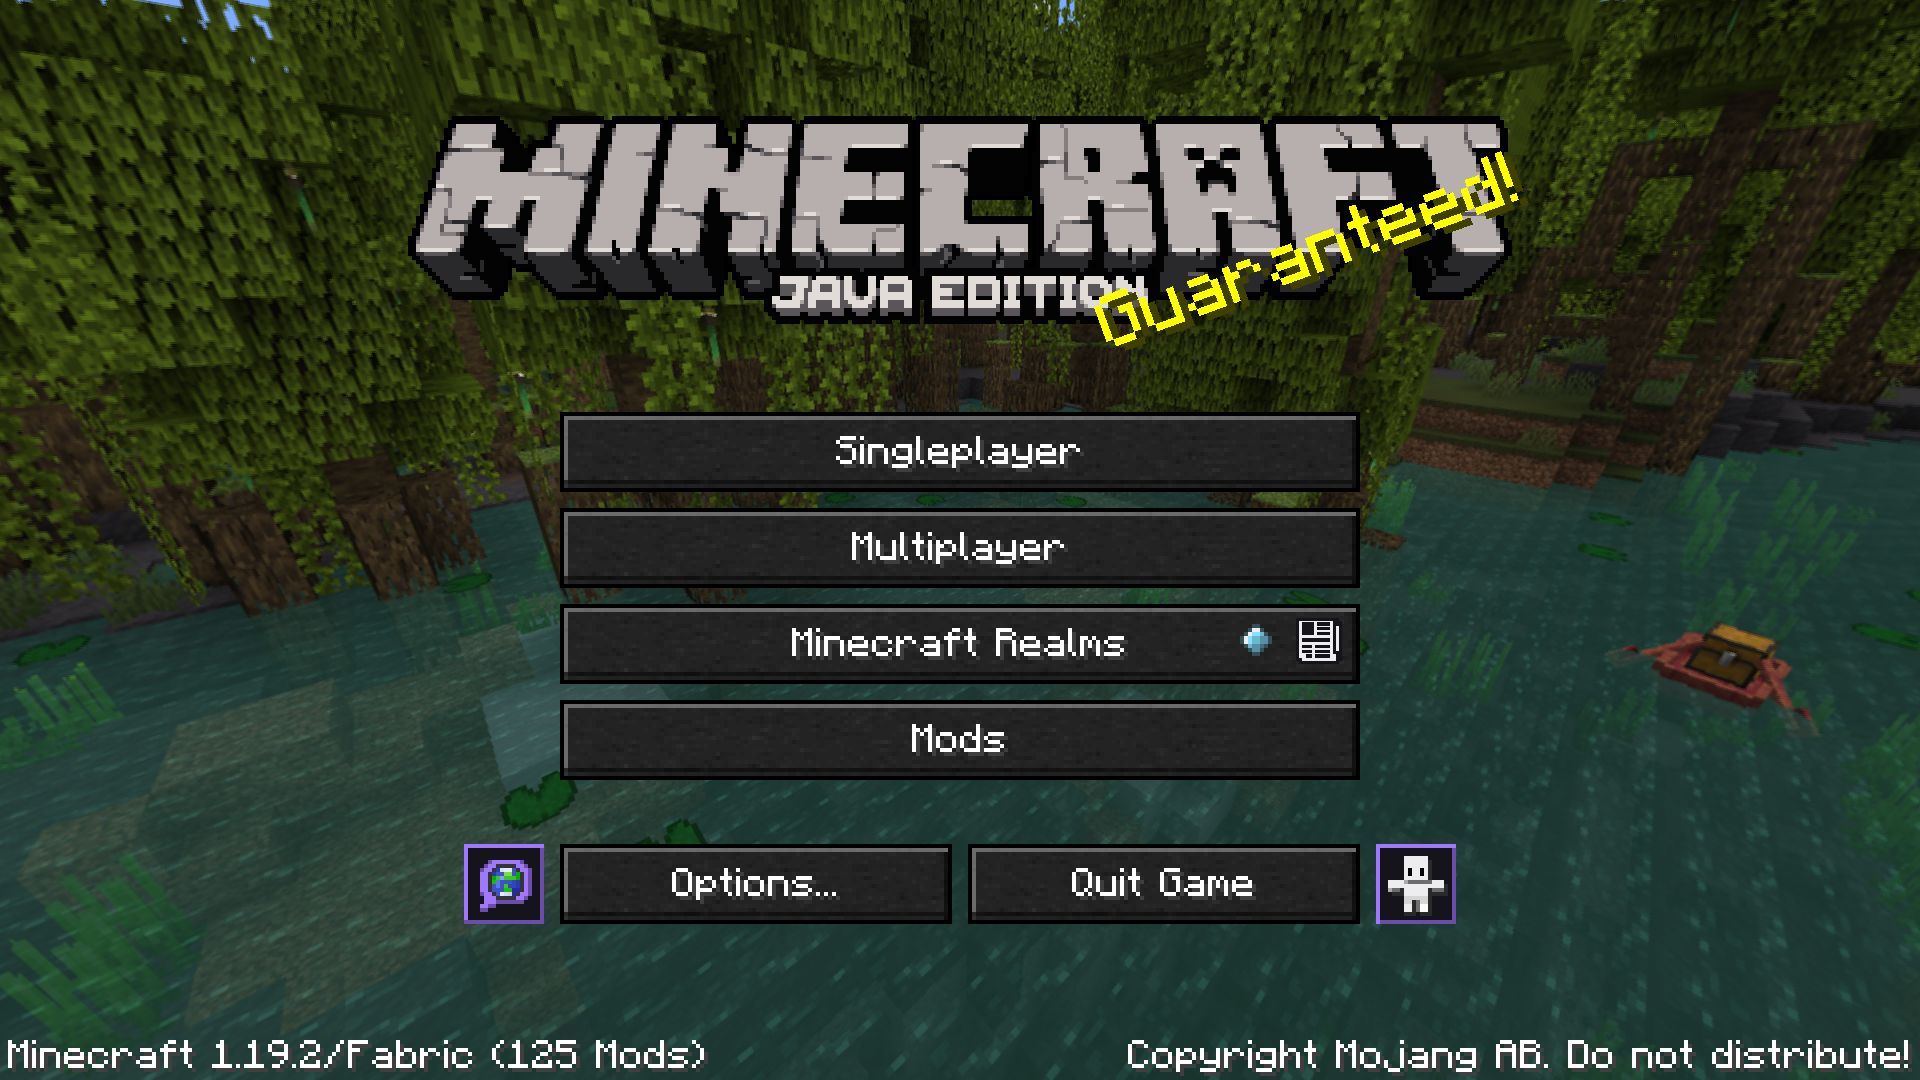 MINECRAFT
JAVA EDITION
Guaranteed!
Singleplayer
Multiplayer
Minecraft Realms
Mods
Options...
Quit Game
Minecraft 1.19.2/Fabric (125 Mods)
Copyright Mojang AB. Do not distribute!